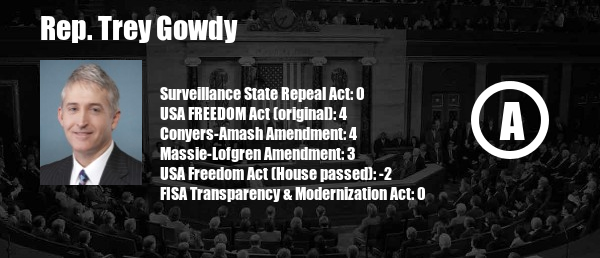 Rep. Trey Gowdy
Surveillance State Repeal Act: 0
USA FREEDOM Act (original): 4
Conyers-Amash Amendment: 4
Massie-Lofgren Amendment: 3
USA Freedom Act (House passed): -2
FISA Transparency & Modernization Act: 0
A